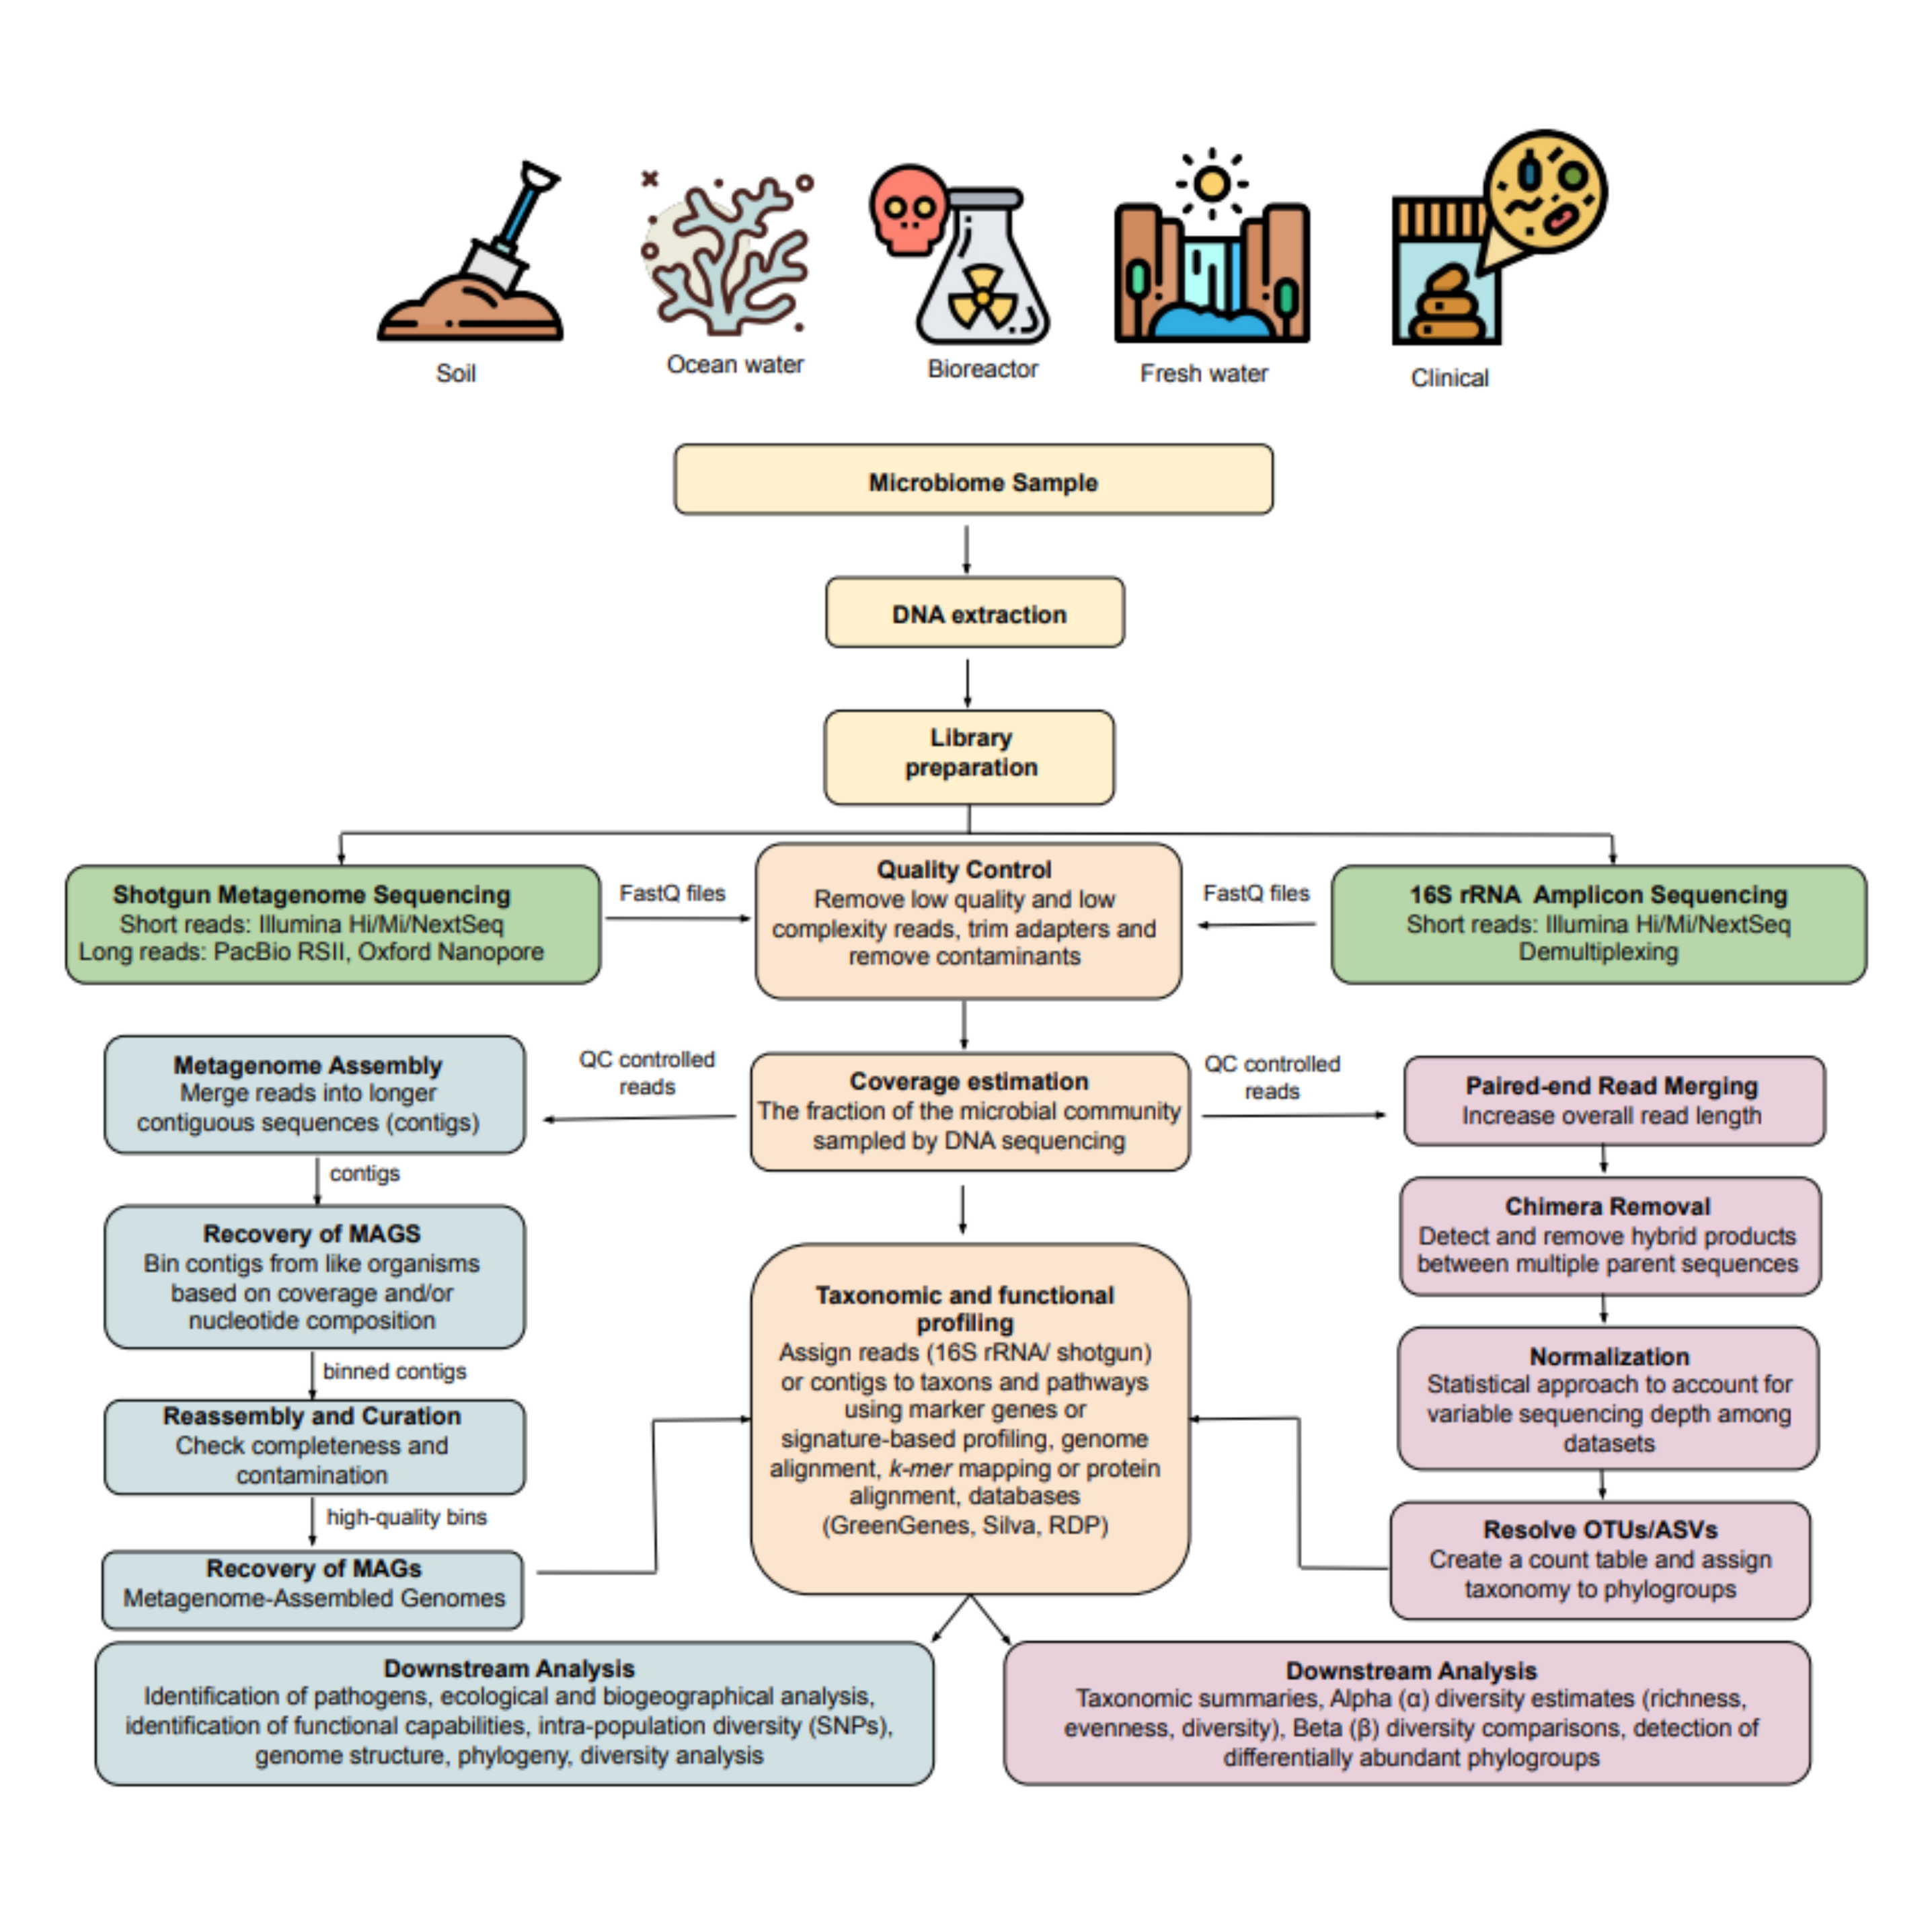 Soil
Ocean water
Bioreactor
Fresh water
Clinical
Microbiome Sample
DNA extraction
Library
preparation
Shotgun Metagenome Sequencing
Short reads: Illumina Hi/Mi/NextSeq
Long reads: PacBio RSII, Oxford Nanopore
FastQ files
Quality Control
Remove low quality and low
complexity reads, trim adapters and
remove contaminants
FastQ files
16S rRNA Amplicon Sequencing
Short reads: Illumina Hi/Mi/NextSeq
Demultiplexing
Metagenome Assembly
Merge reads into longer
contiguous sequences (contigs)
QC controlled
reads
Coverage estimation
The fraction of the microbial community
sampled by DNA sequencing
QC controlled
reads
Paired-end Read Merging
Increase overall read length
contigs
Recovery of MAGS
Bin contigs from like organisms
based on coverage and/or
nucleotide composition
binned contigs
Reassembly and Curation
Check completeness and
contamination
high-quality bins
Recovery of MAGs
Metagenome-Assembled Genomes
Taxonomic and functional
profiling
Assign reads (16S rRNA/ shotgun)
or contigs to taxons and pathways
using marker genes or
signature-based profiling, genome
alignment, k-mer mapping or protein
alignment, databases
(GreenGenes, Silva, RDP)
Chimera Removal
Detect and remove hybrid products
between multiple parent sequences
Normalization
Statistical approach to account for
variable sequencing depth among
datasets
Resolve OTUs/ASVs
Create a count table and assign
taxonomy to phylogroups
Downstream Analysis
Identification of pathogens, ecological and biogeographical analysis,
identification of functional capabilities, intra-population diversity (SNPs),
genome structure, phylogeny, diversity analysis
Downstream Analysis
Taxonomic summaries, Alpha (α) diversity estimates (richness,
evenness, diversity), Beta (β) diversity comparisons, detection of
differentially abundant phylogroups